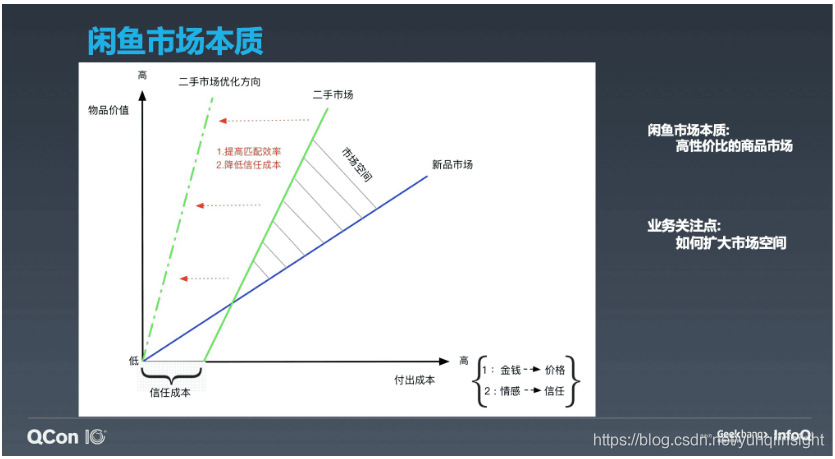 闲鱼市场本质
高
二手市场优化方向
物品价值
二手市场
1.提高匹配效率
2.降低信任成本
市场空间
新品市场
闲鱼市场本质:
高性价比的商品市场
业务关注点:
如何扩大市场空间
低
高
信任成本
付出成本
1：金钱 价格
2：情感 信任
QCon 10
Geekbang> InfoQ
https://blog.csdn.net/yunqiinsight